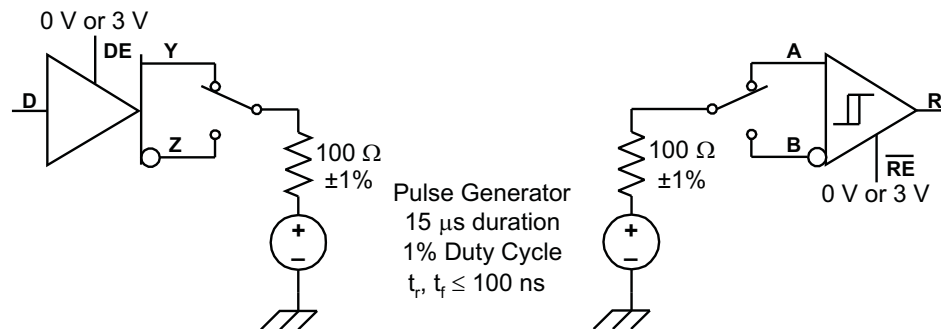 0 V or 3 V
DE
Y
D
Z
100 Ω
±1%
Pulse Generator
15 μs duration
1% Duty Cycle
tr, tf ≤ 100 ns
+
–
A
R
B
100 Ω
±1%
RE
0 V or 3 V
+
–